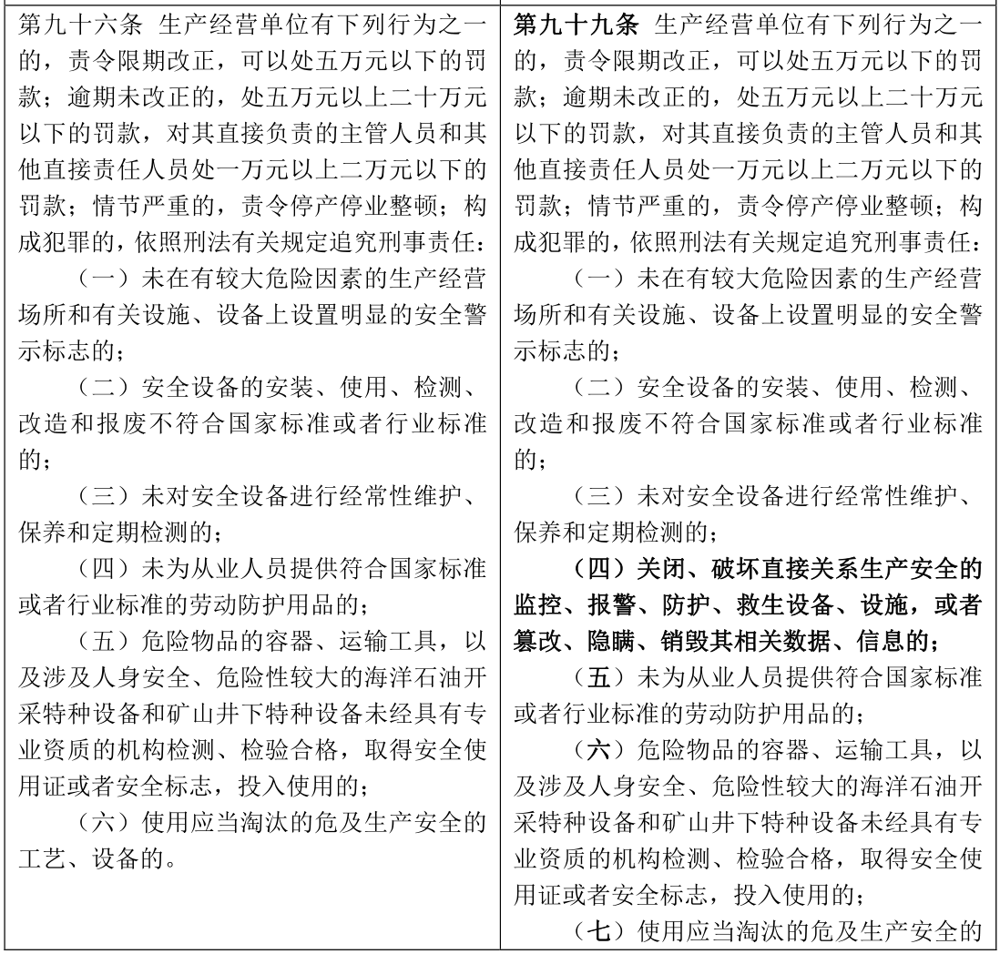 第九十六条 生产经营单位有下列行为之一
的，责令限期改正，可以处五万元以下的罚
款；逾期未改正的，处五万元以上二十万元
以下的罚款，对其直接负责的主管人员和其
他直接责任人员处一万元以上二万元以下的
罚款；情节严重的，责令停产停业整顿；构
成犯罪的，依照刑法有关规定追究刑事责任：
（一）未在有较大危险因素的生产经营
场所和有关设施、设备上设置明显的安全警
示标志的；
（二）安全设备的安装、使用、检测、
改造和报废不符合国家标准或者行业标准
的；
（三）未对安全设备进行经常性维护、
保养和定期检测的；
（四）未为从业人员提供符合国家标准
或者行业标准的劳动防护用品的；
（五）危险物品的容器、运输工具，以
及涉及人身安全、危险性较大的海洋石油开
采特种设备和矿山井下特种设备未经具有专
业资质的机构检测、检验合格，取得安全使
用证或者安全标志，投入使用的；
（六）使用应当淘汰的危及生产安全的
工艺、设备的。
第九十九条 生产经营单位有下列行为之一
的，责令限期改正，可以处五万元以下的罚
款；逾期未改正的，处五万元以上二十万元
以下的罚款，对其直接负责的主管人员和其
他直接责任人员处一万元以上二万元以下的
罚款；情节严重的，责令停产停业整顿；构
成犯罪的，依照刑法有关规定追究刑事责任：
（一）未在有较大危险因素的生产经营
场所和有关设施、设备上设置明显的安全警
示标志的；
（二）安全设备的安装、使用、检测、
改造和报废不符合国家标准或者行业标准
的；
（三）未对安全设备进行经常性维护、
保养和定期检测的；
（四）关闭、破坏直接关系生产安全的
监控、报警、防护、救生设备、设施，或者
篡改、隐瞒、销毁其相关数据、信息的；
（五）未为从业人员提供符合国家标准
或者行业标准的劳动防护用品的；
（六）危险物品的容器、运输工具，以
及涉及人身安全、危险性较大的海洋石油开
采特种设备和矿山井下特种设备未经具有专
业资质的机构检测、检验合格，取得安全使
用证或者安全标志，投入使用的；
（七）使用应当淘汰的危及生产安全的